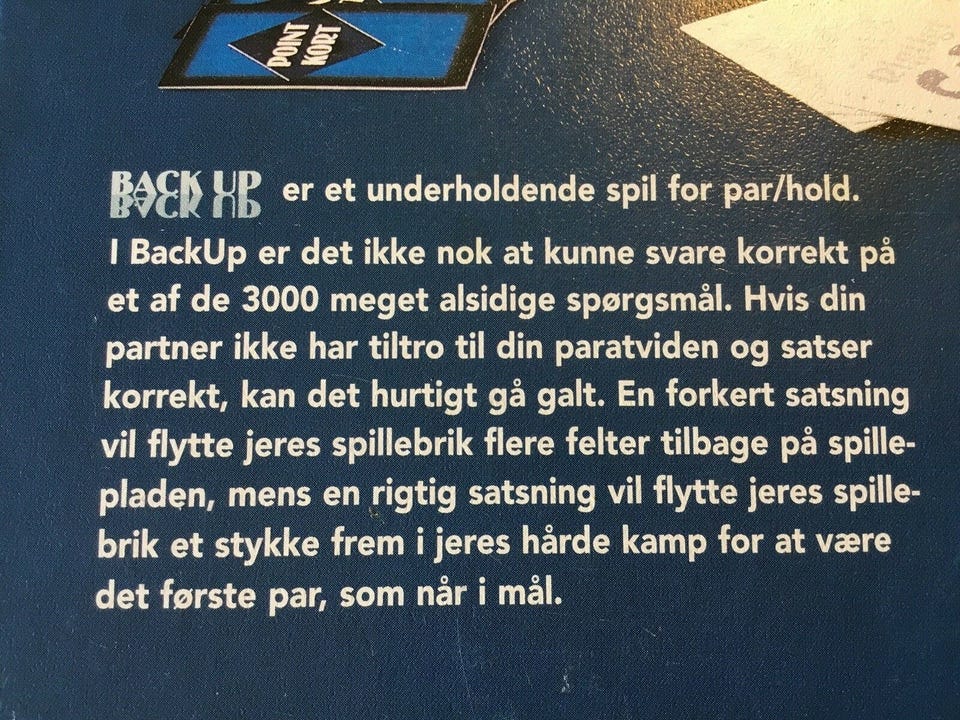 POINT
KORT
BACK UP er et underholdende spil for par/hold.
I BackUp er det ikke nok at kunne svare korrekt på
et af de 3000 meget alsidige spørgsmål. Hvis din
partner ikke har tiltro til din paratviden og satser
korrekt, kan det hurtigt gå galt. En forkert satsning
vil flytte jeres spillebrik flere felter tilbage på spille-
pladen, mens en rigtig satsning vil flytte jeres spille-
brik et stykke frem i jeres hårde kamp for at være
det første par, som når i mål.